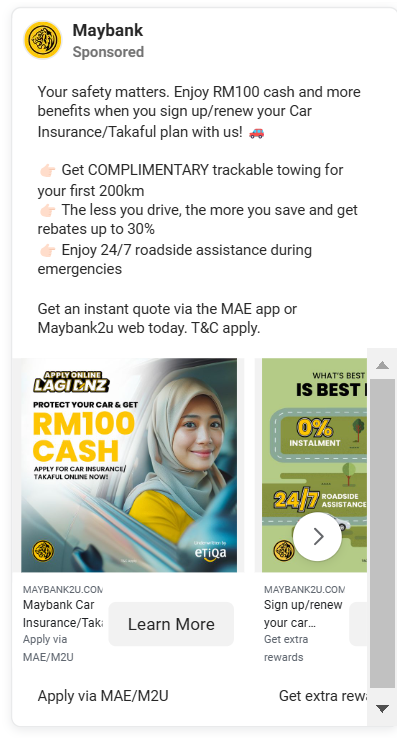 Maybank
Sponsored
Your safety matters. Enjoy RM100 cash and more
benefits when you sign up/renew your Car
Insurance/Takaful plan with us! 🚗
👉🏻 Get COMPLIMENTARY trackable towing for
your first 200km
👉🏻 The less you drive, the more you save and get
rebates up to 30%
👉🏻 Enjoy 24/7 roadside assistance during
emergencies
Get an instant quote via the MAE app or
Maybank2u web today. T&C apply.
APPLY ONLINE
LAGIDNZ
PROTECT YOUR CAR & GET
RM100
CASH
APPLY FOR CAR INSURANCE/
TAKAFUL ONLINE NOW!
etiqa
WHAT'S BEST
IS BEST
0%
INSTALMENT
24/7 ROADSIDE
ASSISTANCE
MAYBANK2U.COM
Maybank Car
Insurance/Tak
Apply via
MAE/M2U
Learn More
MAYBANK2U.COM
Sign up/renew
your car...
Get extra
rewards
Apply via MAE/M2U
Get extra rewa